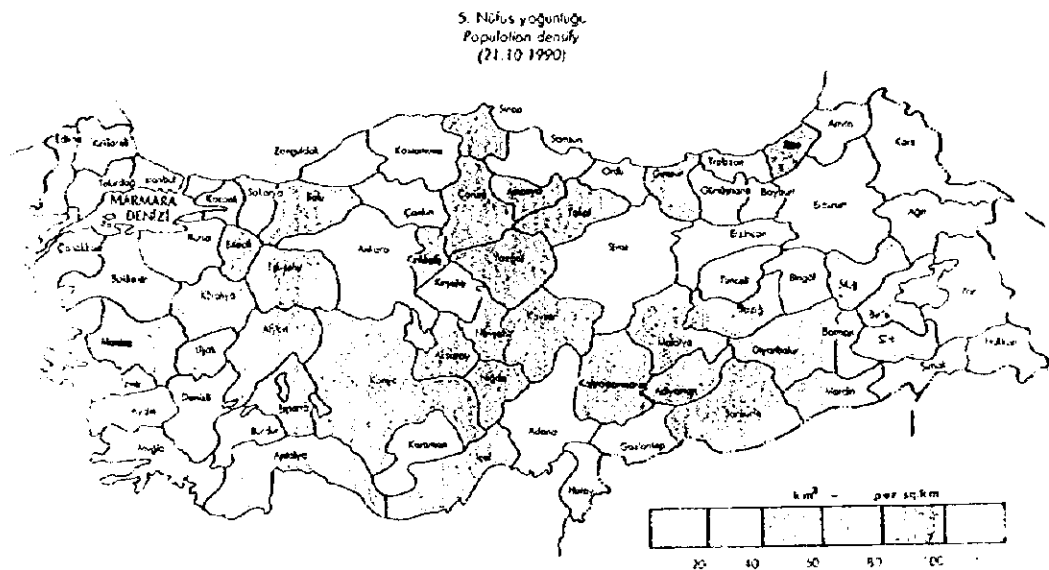 5. Nüfus yoğunluğu
Population density
(21.10.1990)
Sinop
Edirne
Kırklareli
Zonguldak
Kastamonu
Samsun
Artvin
Kars
Tekirdağ
İstanbul
Kocaeli
Sakarya
Bolu
Çankırı
Çorum
Amasya
Tokat
Ordu
Giresun
Trabzon
Rize
Gümüşhane
Bayburt
Erzurum
Ağrı
MARMARA
DENİZİ
Çanakkale
Bursa
Bilecik
Ankara
Kırıkkale
Yozgat
Sivas
Erzincan
Balıkesir
Kütahya
Eskişehir
Kırşehir
Tunceli
Bingöl
Muş
Van
Manisa
Uşak
Afyon
Nevşehir
Kayseri
Malatya
Elazığ
Bitlis
Aksaray
Diyarbakır
Batman
Siirt
Hakkari
İzmir
Konya
Niğde
Kahramanmaraş
Adıyaman
Şırnak
Aydın
Denizli
Isparta
Şanlıurfa
Mardin
Muğla
Burdur
Karaman
Adana
Gaziantep
Antalya
İçel
Hatay
km² - per sq.km
20 40 50 80 100